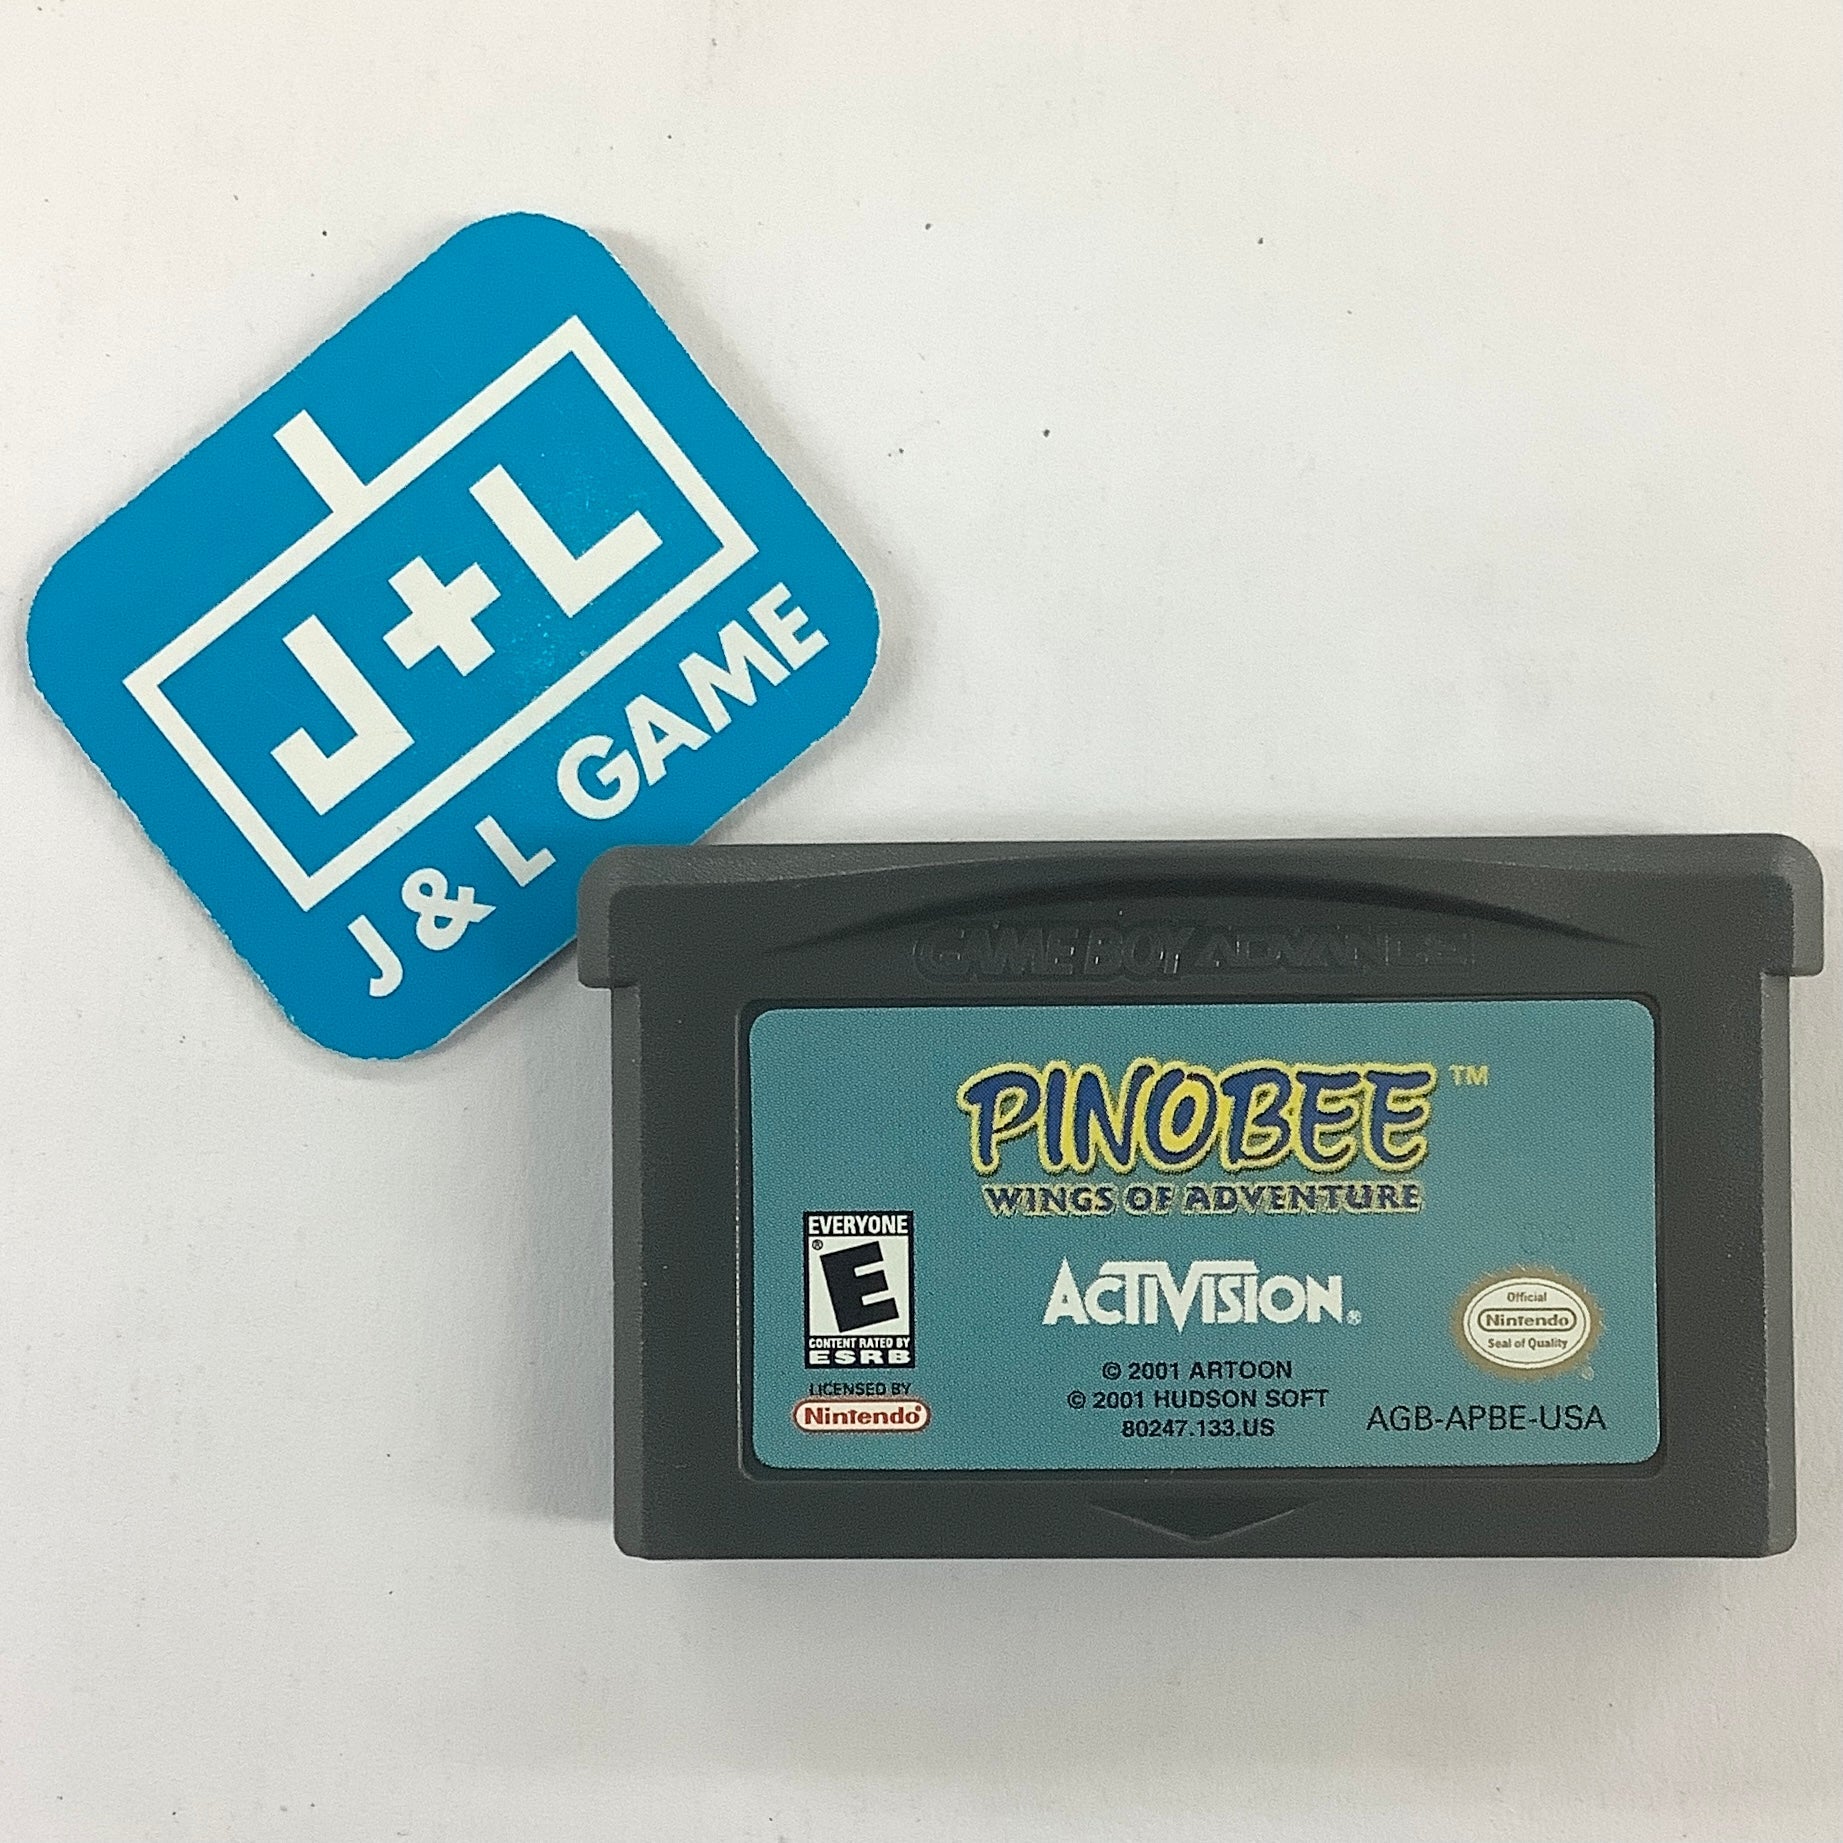 J+L
J & L GAME
GAME BOY ADVANCE
PINOBEE™
WINGS OF ADVENTURE
EVERYONE
E®
CONTENT RATED BY
ESRB
ACTIVISION®
Official
Nintendo
Seal of Quality
®
LICENSED BY
Nintendo®
© 2001 ARTOON
© 2001 HUDSON SOFT
80247.133.US
AGB-APBE-USA